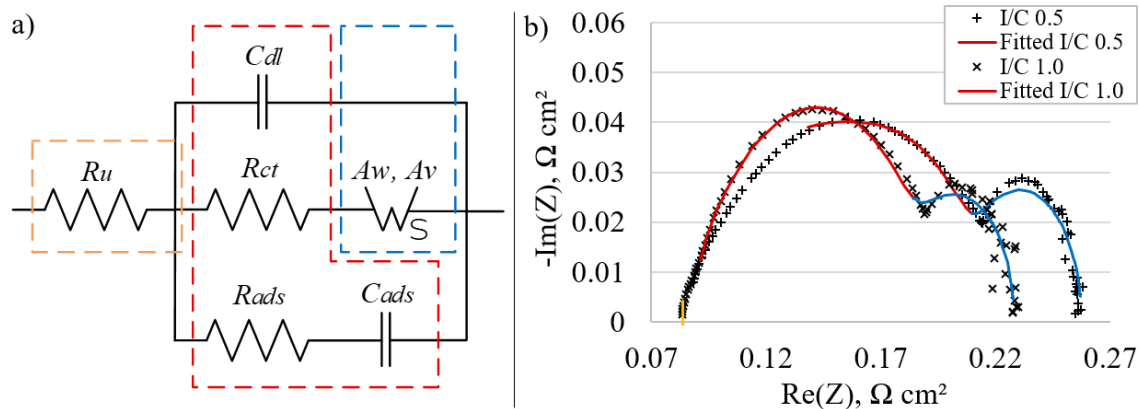 a)
Cdl
Ru
Rct
Aw, Av
S
Rads
Cads
b)
-Im(Z), Ω cm²
0.06
0.05
0.04
0.03
0.02
0.01
0
0.07
0.12
0.17
0.22
0.27
Re(Z), Ω cm²
I/C 0.5
Fitted I/C 0.5
I/C 1.0
Fitted I/C 1.0